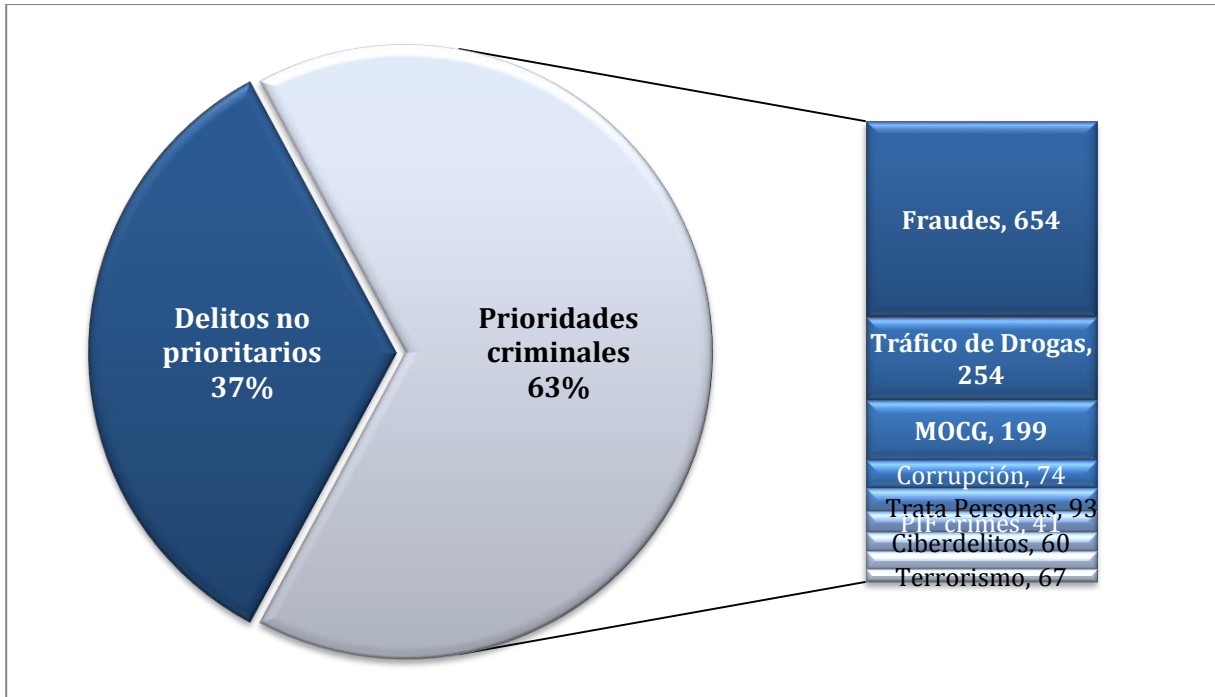 Delitos no
prioritarios
37%
Prioridades
criminales
63%
Fraudes, 654
Tráfico de Drogas,
254
MOCG, 199
Corrupción, 74
Trata Personas, 93
PIF crimes, 41
Ciberdelitos, 60
Terrorismo, 67